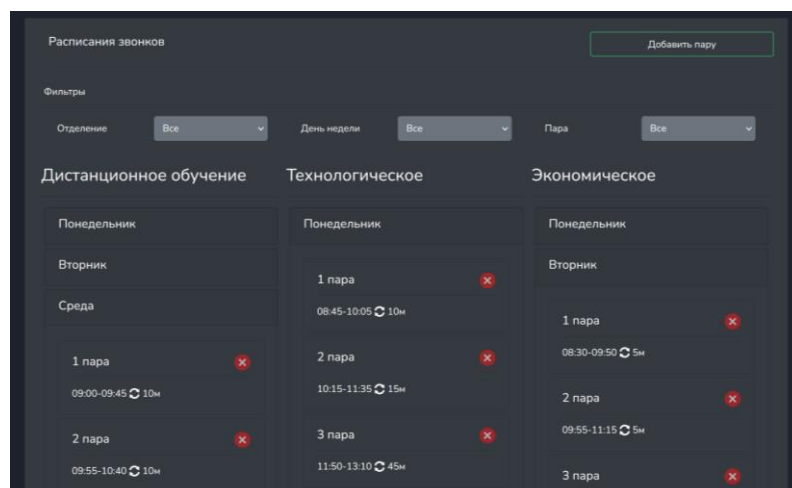 Расписания звонков
Добавить пару
Фильтры
Отделение Все День недели Все Пара Все
Дистанционное обучение
Понедельник
Вторник
Среда
1 пара
09:00-09:45 10м
2 пара
09:55-10:40 10м
Технологическое
Понедельник
1 пара
08:45-10:05 10м
2 пара
10:15-11:35 15м
3 пара
11:50-13:10 45м
Экономическое
Понедельник
Вторник
1 пара
08:30-09:50 5м
2 пара
09:55-11:15 5м
3 пара